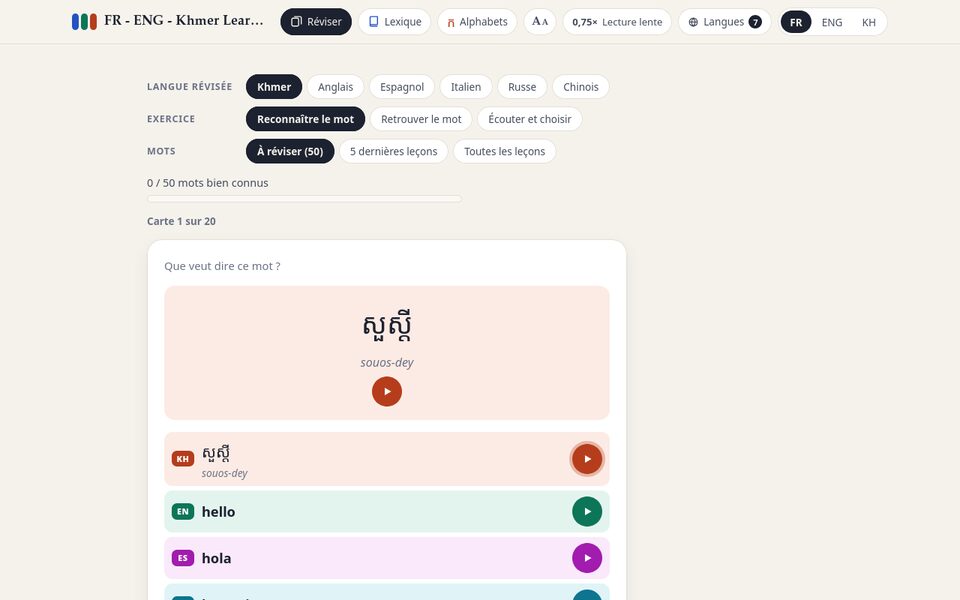 FR - ENG - Khmer Lear...
Réviser
Lexique
ñ Alphabets
AA
0,75× Lecture lente
Langues 7
FR
ENG
KH
LANGUE RÉVISÉE
Khmer
Anglais
Espagnol
Italien
Russe
Chinois
EXERCICE
Reconnaître le mot
Retrouver le mot
Écouter et choisir
MOTS
À réviser (50)
5 dernières leçons
Toutes les leçons
0 / 50 mots bien connus
Carte 1 sur 20
Que veut dire ce mot ?
សួស្តី
souos-dey
KH
សួស្តី
souos-dey
EN
hello
ES
hola